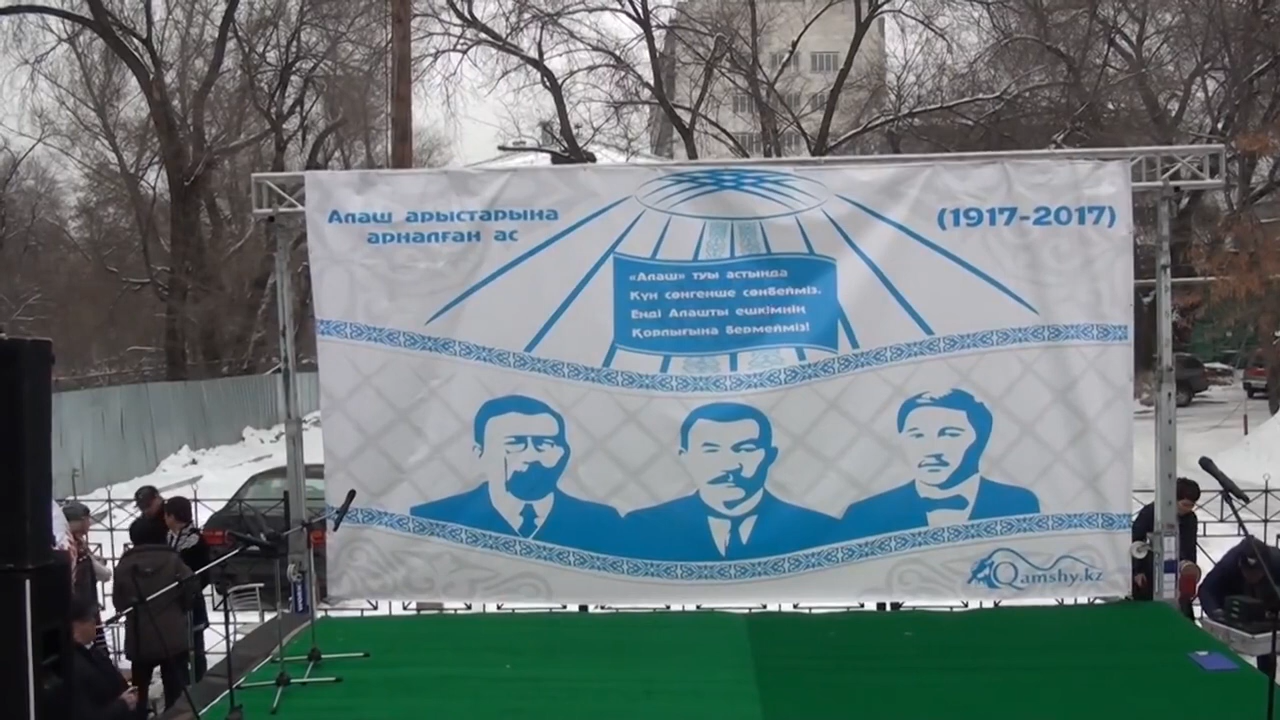 Алаш арыстарына
арналған ас
(1917-2017)
«Алаш» туы астында
Күн сөнгенше сөнбейміз.
Енді Алашты ешкімнің
Қорлығына бермейміз!
Qamshy.kz